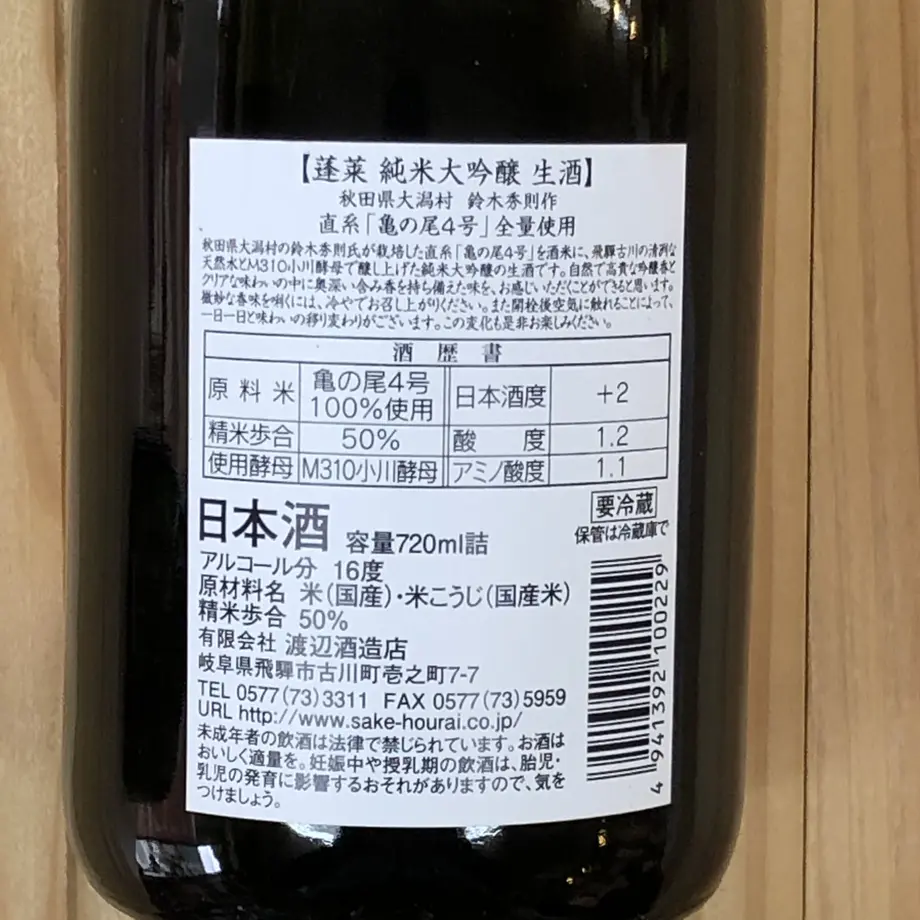 【蓬莱 純米大吟醸 生酒】
秋田県大潟村 鈴木秀則作
直系「亀の尾4号」全量使用
秋田県大潟村の鈴木秀則氏が栽培した直系「亀の尾4号」を酒米に、飛騨古川の清冽な
天然水とM310小川酵母で醸し上げた純米大吟醸の生酒です。自然で高貴な吟醸香と
クリアな味わいの中に奥深い含み香を持ち備えた味を、お感じいただくことができると思います。
微妙な香味を唎くには、冷やでお召し上がりください。また開栓後空気に触れることによって、
一日一日と味わいの移り変わりがございます。この変化も是非お楽しみください。
酒歴書
原料米 亀の尾4号 100%使用 日本酒度 +2
精米歩合 50% 酸度 1.2
使用酵母 M310小川酵母 アミノ酸度 1.1
要冷蔵
保管は冷蔵庫で
日本酒 容量720ml詰
アルコール分 16度
原材料名 米(国産)・米こうじ(国産米)
精米歩合 50%
有限会社 渡辺酒造店
岐阜県飛騨市古川町壱之町7-7
TEL 0577(73)3311 FAX 0577(73)5959
URL http://www.sake-hourai.co.jp/
未成年者の飲酒は法律で禁じられています。お酒は
おいしく適量を。妊娠中や授乳期の飲酒は、胎児・
乳児の発育に影響するおそれがありますので、気を
つけましょう。
4 941392 100229